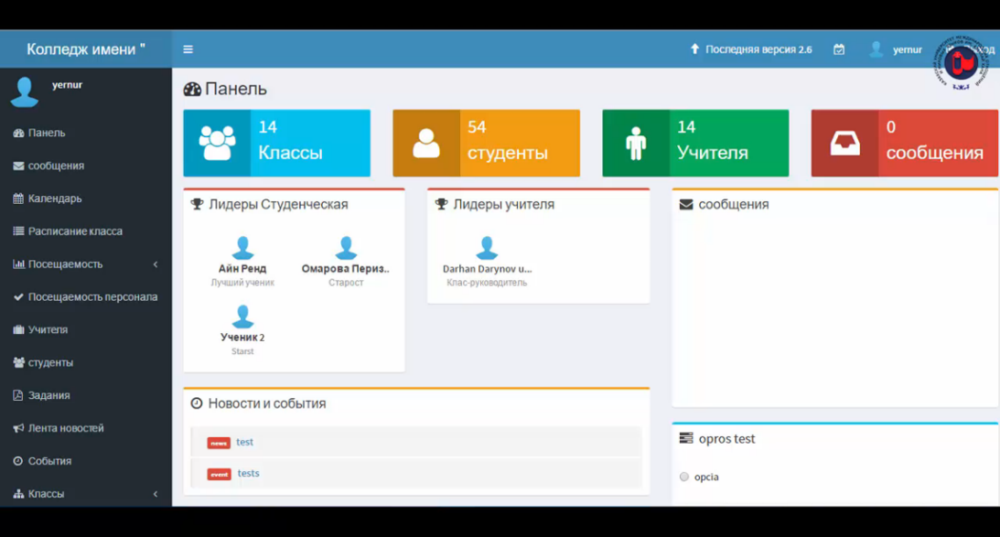 Колледж имени "
Последняя версия 2.6
yernur
yernur
Панель
сообщения
Календарь
Расписание класса
Посещаемость
Посещаемость персонала
Учителя
студенты
Задания
Лента новостей
События
Классы
Панель
14
Классы
54
студенты
14
Учителя
0
сообщения
Лидеры Студенческая
Айн Ренд
Лучший ученик
Омарова Периз..
Старост
Ученик 2
Starst
Лидеры учителя
Darhan Darynov u...
Клас-руководитель
сообщения
Новости и события
news test
event tests
opros test
opcia